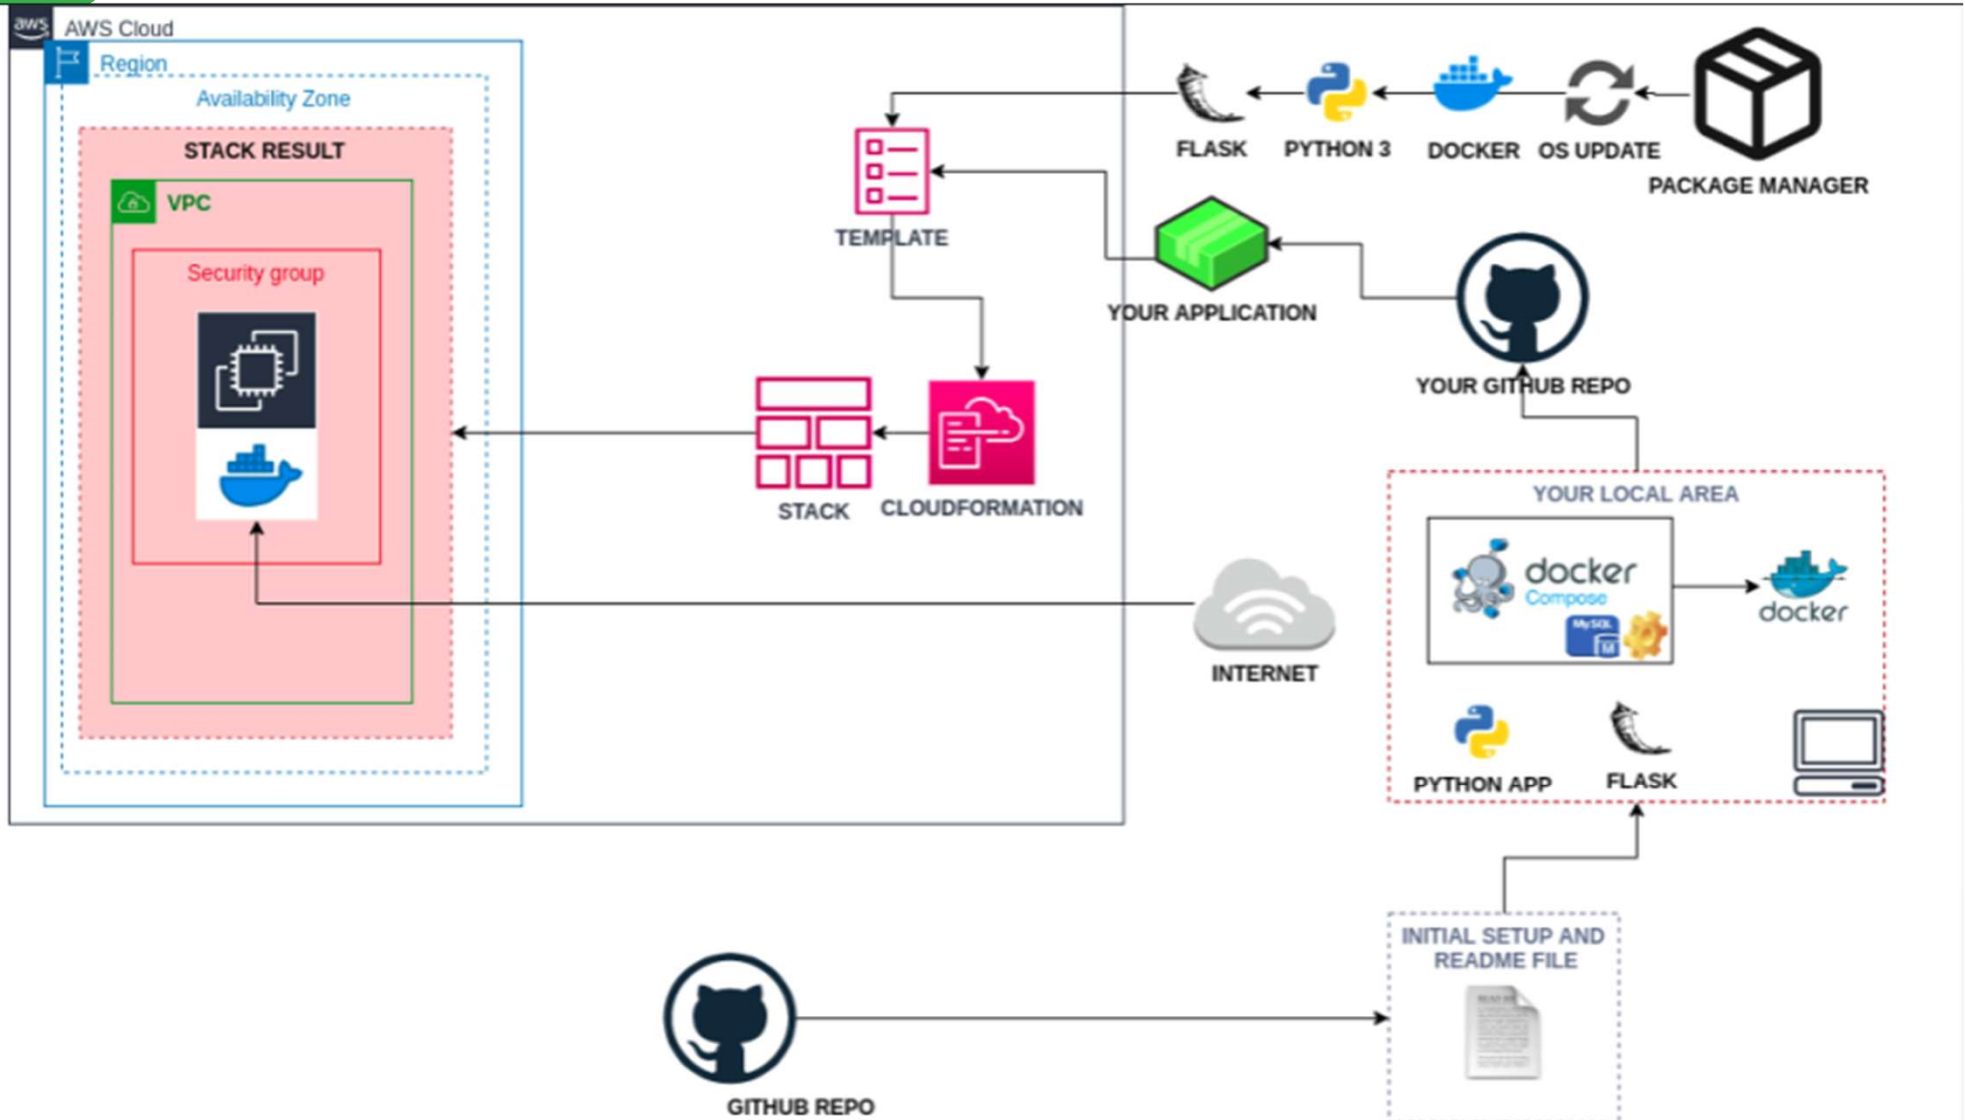 aws
AWS Cloud
Region
Availability Zone
STACK RESULT
VPC
Security group
TEMPLATE
STACK
CLOUDFORMATION
FLASK
PYTHON 3
DOCKER
OS UPDATE
PACKAGE MANAGER
YOUR APPLICATION
YOUR GITHUB REPO
INTERNET
YOUR LOCAL AREA
docker
Compose
MySQL
M
docker
PYTHON APP
FLASK
INITIAL SETUP AND
README FILE
GITHUB REPO